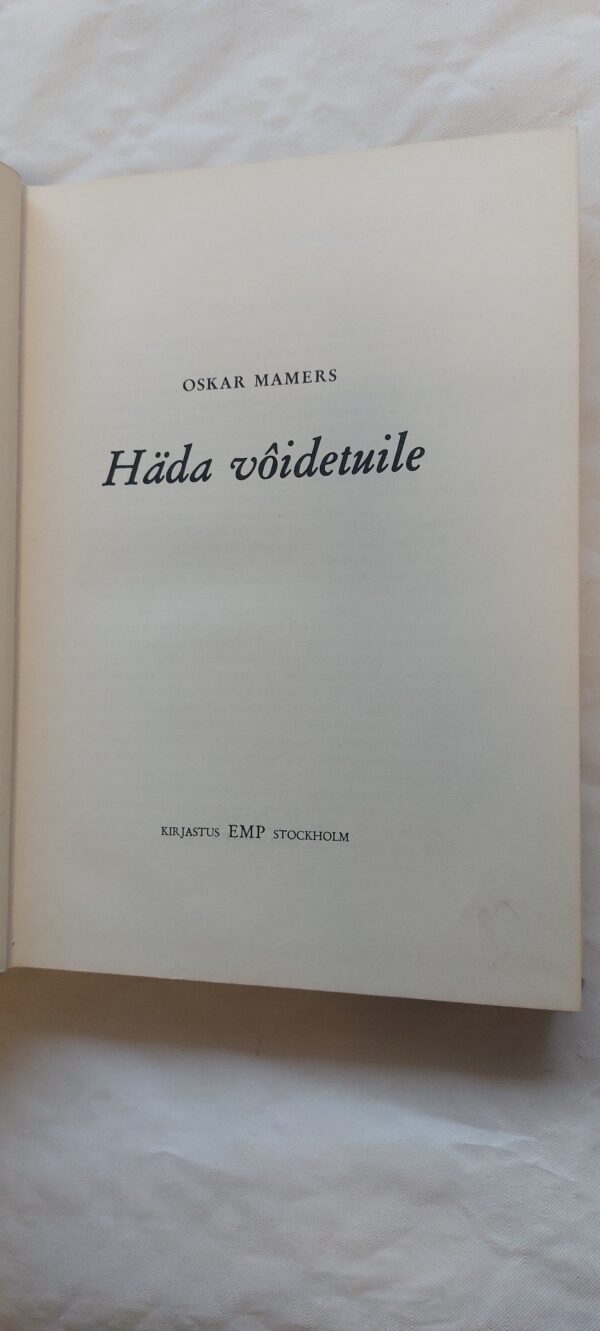 OSKAR MAMERS
Häda vôidetuile
KIRJASTUS EMP STOCKHOLM